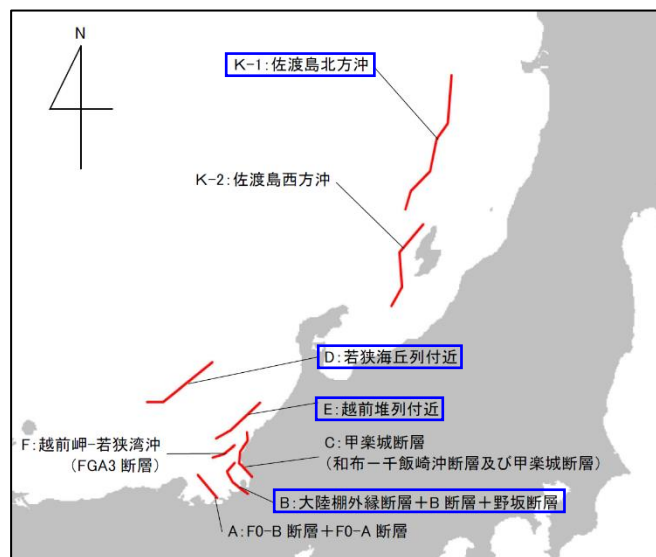 N
K-1:佐渡島北方沖
K-2:佐渡島西方沖
D:若狭海丘列付近
E:越前堆列付近
F:越前岬-若狭湾沖
(FGA3 断層)
C:甲楽城断層
(和布ー干飯崎沖断層及び甲楽城断層)
B:大陸棚外縁断層+B 断層+野坂断層
A:F0-B 断層+F0-A 断層